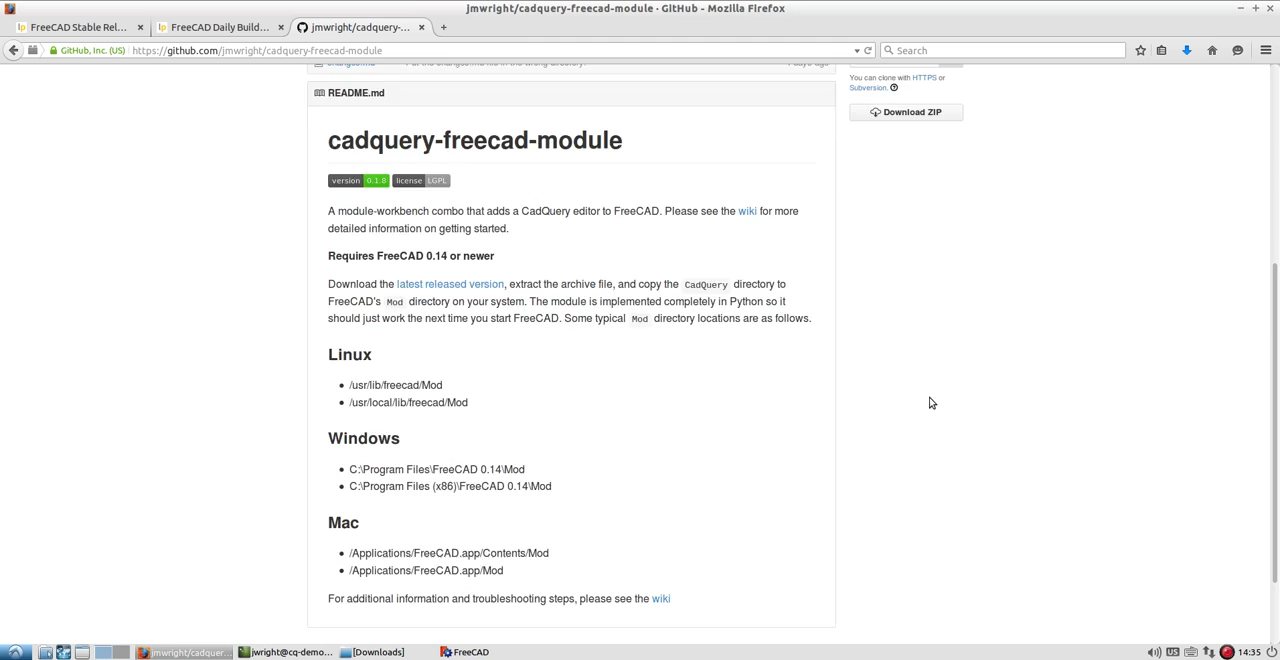 jmwright/cadquery-freecad-module · GitHub - Mozilla Firefox
FreeCAD Stable Rel... × FreeCAD Daily Build... × jmwright/cadquery-... × +
GitHub, Inc. (US) https://github.com/jmwright/cadquery-freecad-module Search
You can clone with HTTPS or
Subversion.
Download ZIP
README.md
cadquery-freecad-module
version 0.1.8 license LGPL
A module-workbench combo that adds a CadQuery editor to FreeCAD. Please see the wiki for more
detailed information on getting started.
Requires FreeCAD 0.14 or newer
Download the latest released version, extract the archive file, and copy the CadQuery directory to
FreeCAD's Mod directory on your system. The module is implemented completely in Python so it
should just work the next time you start FreeCAD. Some typical Mod directory locations are as follows.
Linux
• /usr/lib/freecad/Mod
• /usr/local/lib/freecad/Mod
Windows
• C:\Program Files\FreeCAD 0.14\Mod
• C:\Program Files (x86)\FreeCAD 0.14\Mod
Mac
• /Applications/FreeCAD.app/Contents/Mod
• /Applications/FreeCAD.app/Mod
For additional information and troubleshooting steps, please see the wiki
jmwright/cadquer... jwright@cq-demo... [Downloads] FreeCAD US 14:35